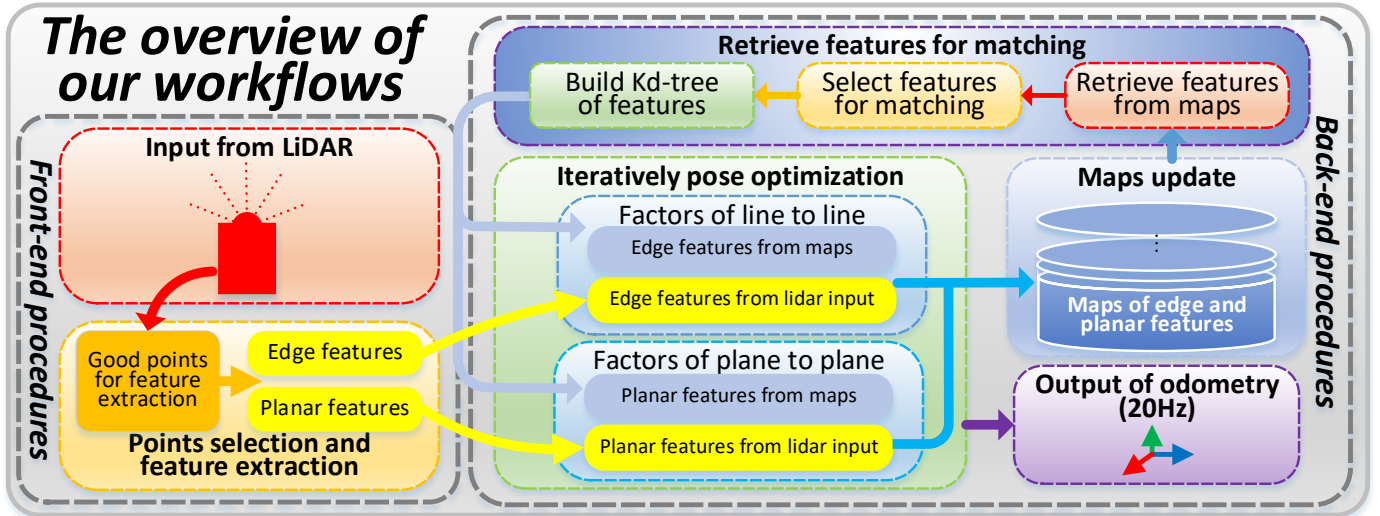 The overview of
our workflows
Front-end procedures
Input from LiDAR
Good points
for feature
extraction
Edge features
Planar features
Points selection and
feature extraction
Back-end procedures
Retrieve features for matching
Build Kd-tree
of features
Select features
for matching
Retrieve features
from maps
Iteratively pose optimization
Factors of line to line
Edge features from maps
Edge features from lidar input
Factors of plane to plane
Planar features from maps
Planar features from lidar input
Maps update
...
Maps of edge and
planar features
Output of odometry
(20Hz)